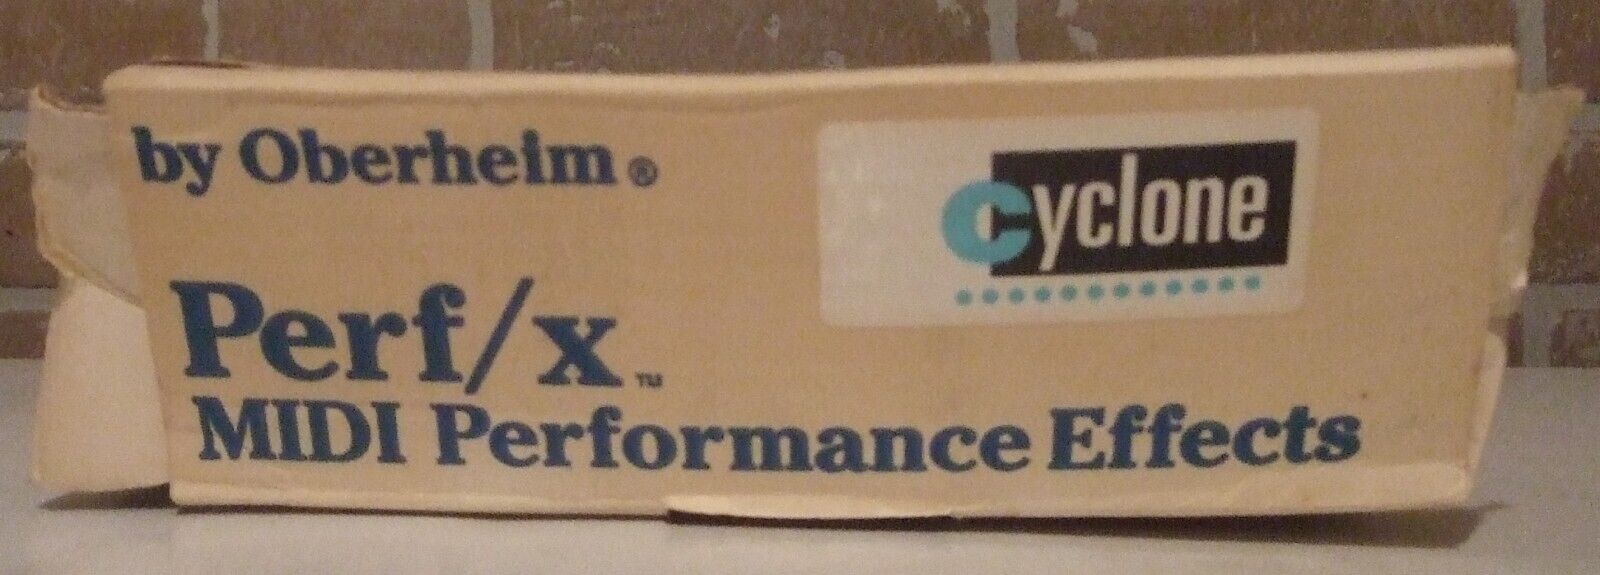 by Oberheim®
cyclone
Perf/x™
MIDI Performance Effects